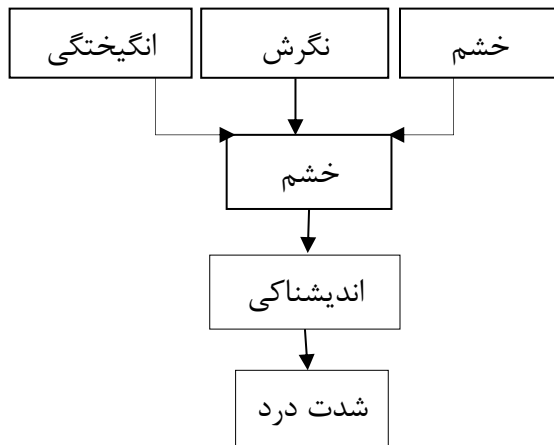 خشم
نگرش
انگیختگی
خشم
اندیشناکی
شدت درد